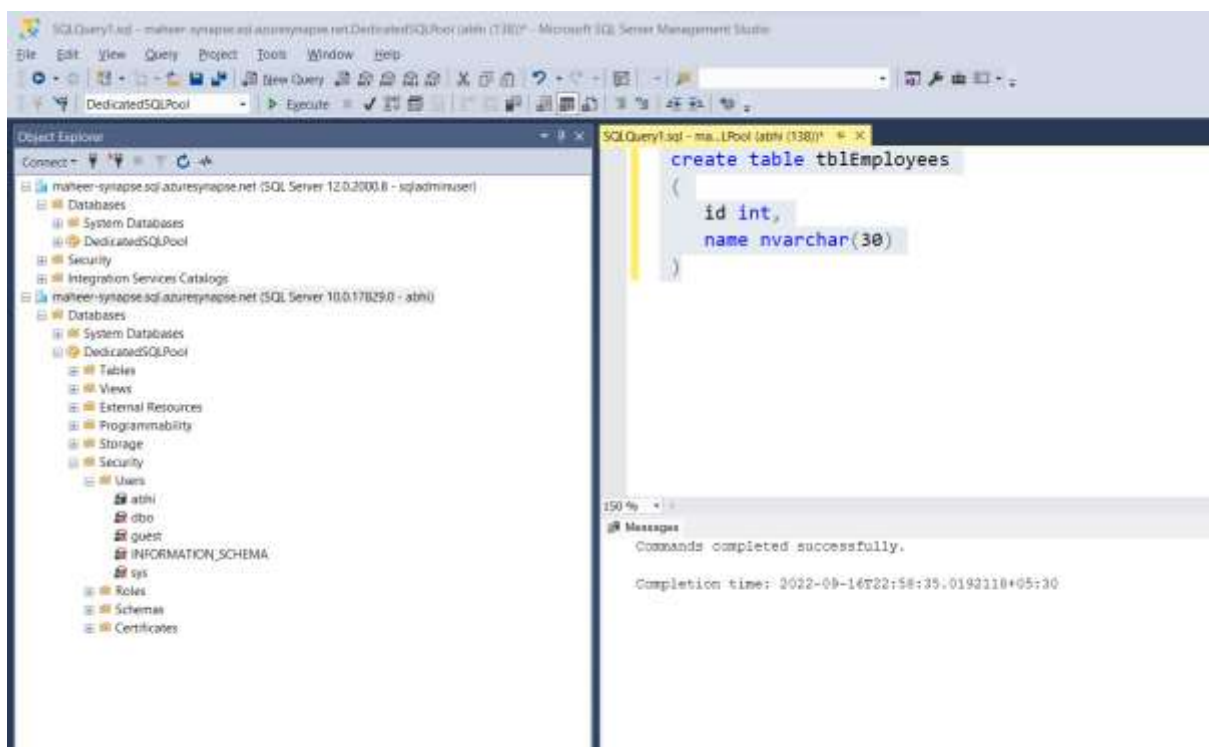 SQLQuery1.sql - maheer-synapse.sql.azuresynapse.net.DedicatedSQLPool (abhi (138))* - Microsoft SQL Server Management Studio
File Edit View Query Project Tools Window Help
New Query
DedicatedSQLPool Execute
Object Explorer
Connect
maheer-synapse.sql.azuresynapse.net (SQL Server 12.0.2000.8 - sqladminuser)
Databases
System Databases
DedicatedSQLPool
Security
Integration Services Catalogs
maheer-synapse.sql.azuresynapse.net (SQL Server 10.0.17829.0 - abhi)
Databases
System Databases
DedicatedSQLPool
Tables
Views
External Resources
Programmability
Storage
Security
Users
abhi
dbo
guest
INFORMATION_SCHEMA
sys
Roles
Schemas
Certificates
SQLQuery1.sql - ma...LPool (abhi (138))*
create table tblEmployees
(
id int,
name nvarchar(30)
)
150 %
Messages
Commands completed successfully.
Completion time: 2022-09-16T22:58:35.0192118+05:30